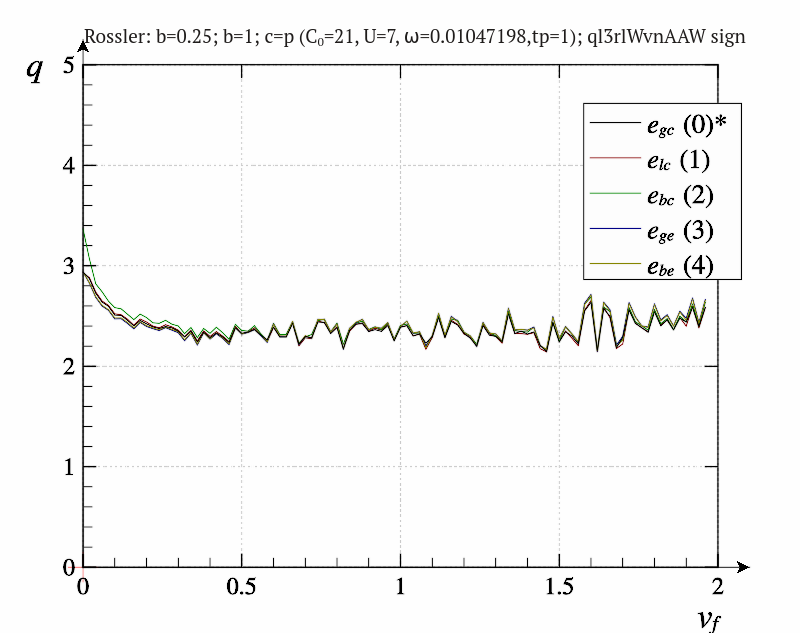 Rossler: b=0.25; b=1; c=p (C₀=21, U=7, ω=0.01047198,tp=1); ql3rlWvnAAW sign
q
5
4
3
2
1
0
e_gc (0)*
e_lc (1)
e_bc (2)
e_ge (3)
e_be (4)
0 0.5 1 1.5 2
v_f